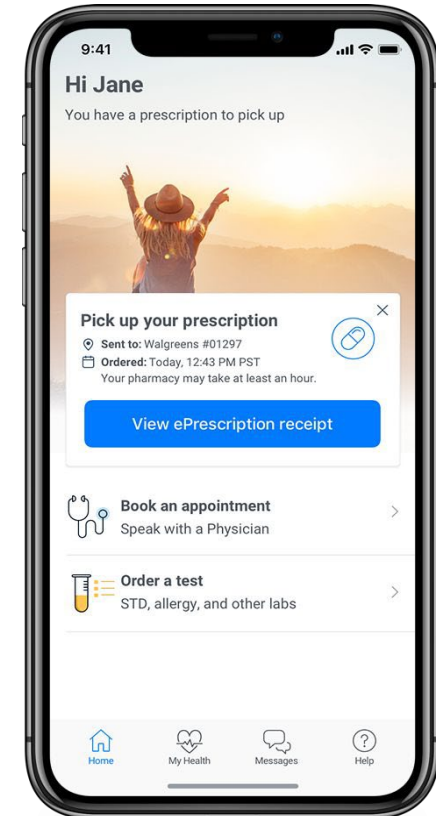 9:41
Hi Jane
You have a prescription to pick up
Pick up your prescription
Sent to: Walgreens #01297
Ordered: Today, 12:43 PM PST
Your pharmacy may take at least an hour.
View ePrescription receipt
Book an appointment
Speak with a Physician
Order a test
STD, allergy, and other labs
Home My Health Messages Help